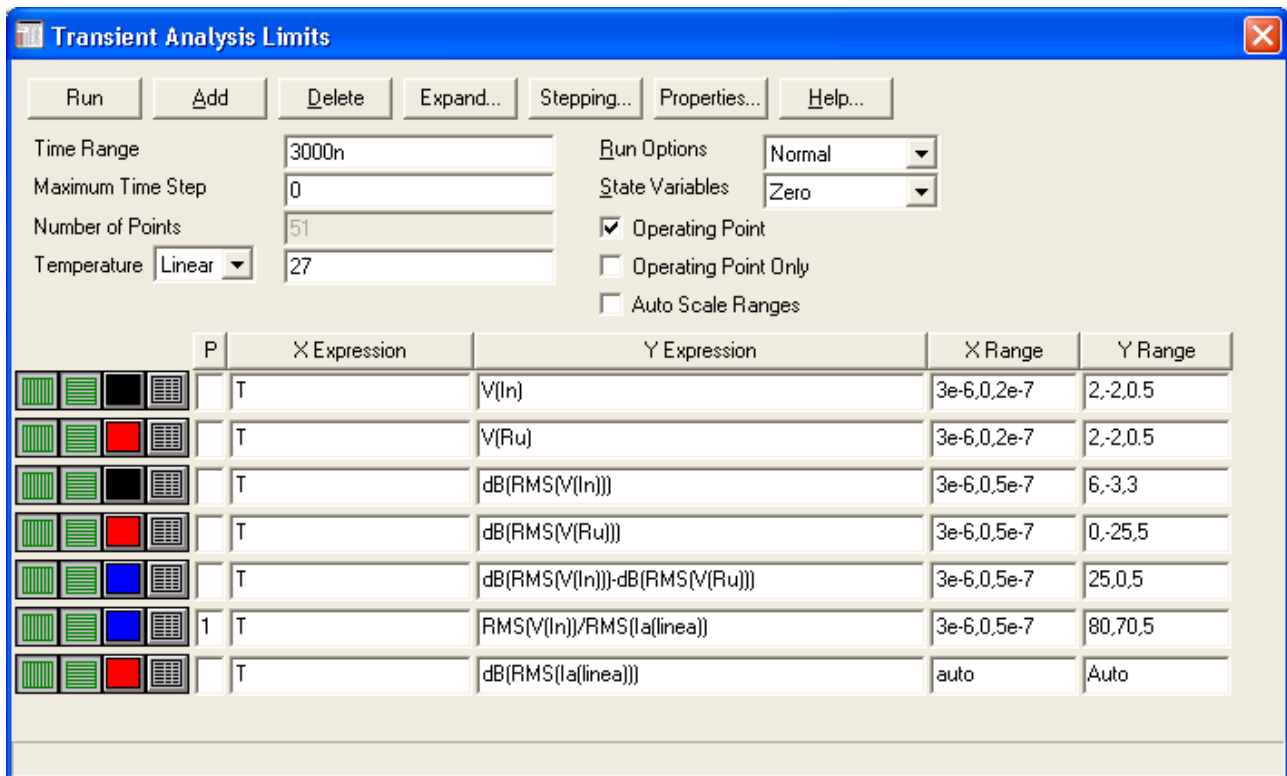 Transient Analysis Limits
Run Add Delete Expand... Stepping... Properties... Help...
Time Range 3000n Run Options Normal
Maximum Time Step 0 State Variables Zero
Number of Points 51 Operating Point
Temperature Linear 27 Operating Point Only
Auto Scale Ranges
P X Expression Y Expression X Range Y Range
T V(In) 3e-6,0,2e-7 2,-2,0.5
T V(Ru) 3e-6,0,2e-7 2,-2,0.5
T dB(RMS(V(In))) 3e-6,0,5e-7 6,-3,3
T dB(RMS(V(Ru))) 3e-6,0,5e-7 0,-25,5
T dB(RMS(V(In)))-dB(RMS(V(Ru))) 3e-6,0,5e-7 25,0,5
1 T RMS(V(In))/RMS(Ia(linea)) 3e-6,0,5e-7 80,70,5
T dB(RMS(Ia(linea))) auto Auto